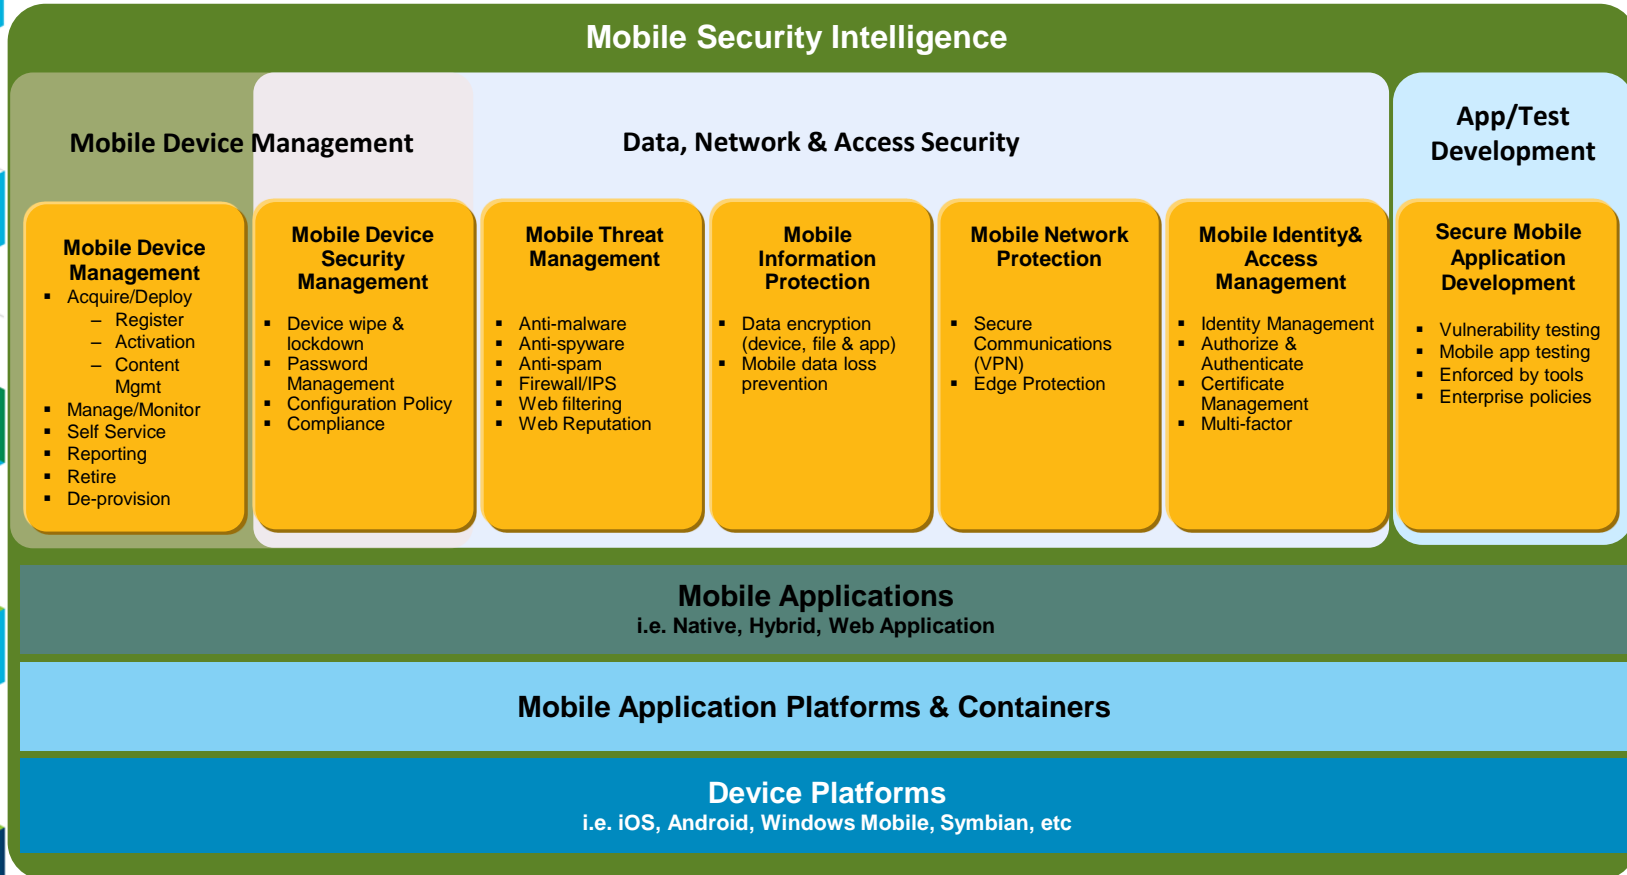 Mobile Security Intelligence
Mobile Device Management
Data, Network & Access Security
App/Test
Development
Mobile Device
Management
▪ Acquire/Deploy
– Register
– Activation
– Content
Mgmt
▪ Manage/Monitor
▪ Self Service
▪ Reporting
▪ Retire
▪ De-provision
Mobile Device
Security
Management
▪ Device wipe &
lockdown
▪ Password
Management
▪ Configuration Policy
▪ Compliance
Mobile Threat
Management
▪ Anti-malware
▪ Anti-spyware
▪ Anti-spam
▪ Firewall/IPS
▪ Web filtering
▪ Web Reputation
Mobile
Information
Protection
▪ Data encryption
(device, file & app)
▪ Mobile data loss
prevention
Mobile Network
Protection
▪ Secure
Communications
(VPN)
▪ Edge Protection
Mobile Identity&
Access
Management
▪ Identity Management
▪ Authorize &
Authenticate
▪ Certificate
Management
▪ Multi-factor
Secure Mobile
Application
Development
▪ Vulnerability testing
▪ Mobile app testing
▪ Enforced by tools
▪ Enterprise policies
Mobile Applications
i.e. Native, Hybrid, Web Application
Mobile Application Platforms & Containers
Device Platforms
i.e. iOS, Android, Windows Mobile, Symbian, etc